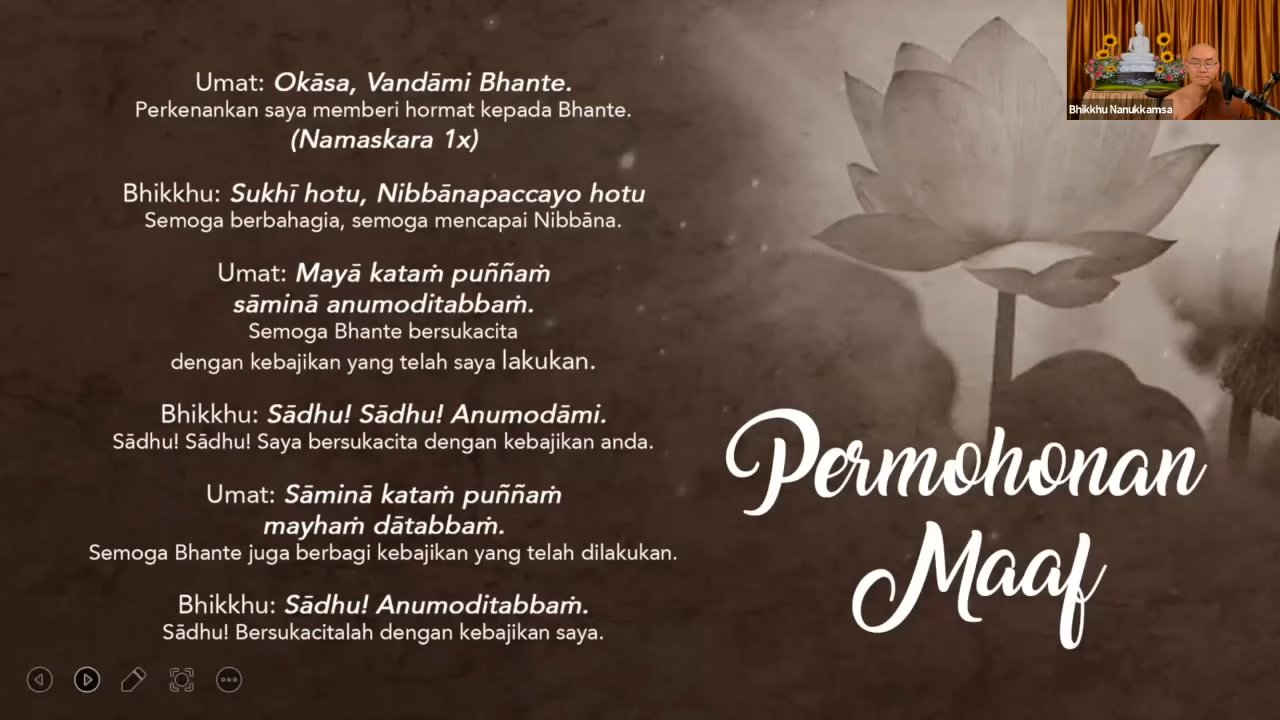 Umat: Okāsa, Vandāmi Bhante.
Perkenankan saya memberi hormat kepada Bhante.
(Namaskara 1x)
Bhikkhu: Sukhī hotu, Nibbānapaccayo hotu
Semoga berbahagia, semoga mencapai Nibbāna.
Umat: Mayā kataṁ puññaṁ
sāminā anumoditabbaṁ.
Semoga Bhante bersukacita
dengan kebajikan yang telah saya lakukan.
Bhikkhu: Sādhu! Sādhu! Anumodāmi.
Sādhu! Sādhu! Saya bersukacita dengan kebajikan anda.
Umat: Sāminā kataṁ puññaṁ
mayhaṁ dātabbaṁ.
Semoga Bhante juga berbagi kebajikan yang telah dilakukan.
Bhikkhu: Sādhu! Anumoditabbaṁ.
Sādhu! Bersukacitalah dengan kebajikan saya.
Permohonan
Maaf
Bhikkhu Nanukkamsa